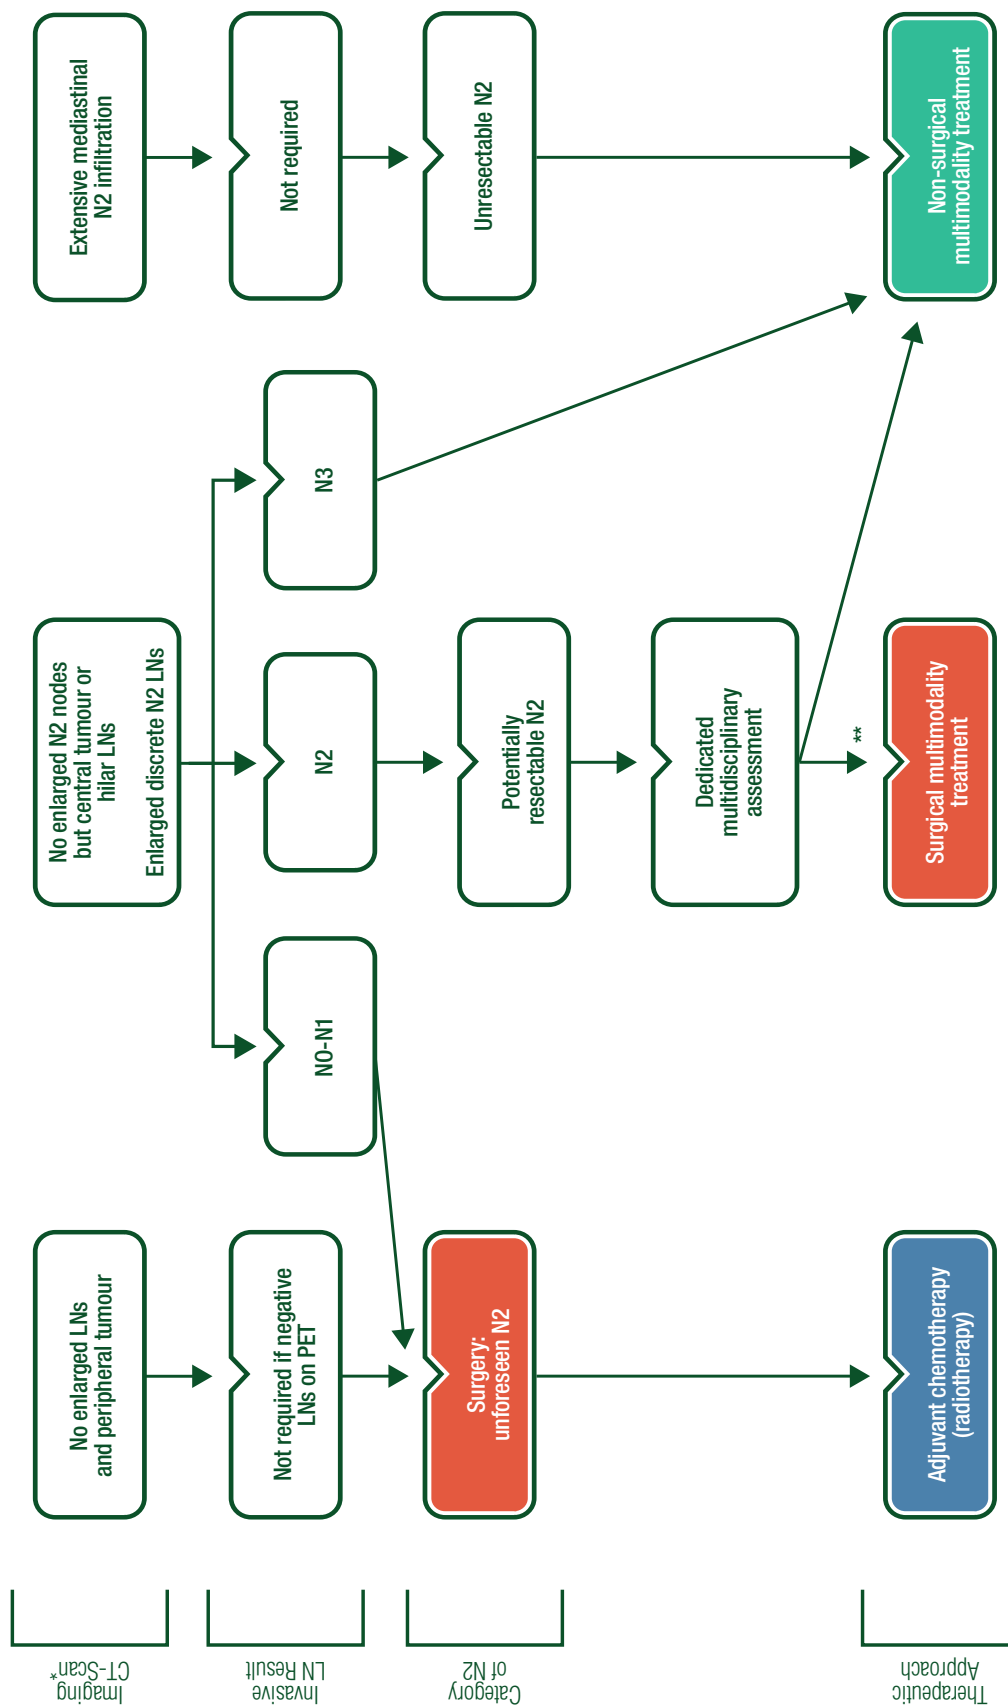 Imaging
CT-Scan*
No enlarged LNs
and peripheral tumour
No enlarged N2 nodes
but central tumour or
hilar LNs
Enlarged discrete N2 LNs
Extensive mediastinal
N2 infiltration
Invasive
LN Result
Not required if negative
LNs on PET
NO-N1
N2
N3
Not required
Category
of N2
Surgery:
unforeseen N2
Potentially
resectable N2
Unresectable N2
Dedicated
multidisciplinary
assessment
**
Therapeutic
Approach
Adjuvant chemotherapy
(radiotherapy)
Surgical multimodality
treatment
Non-surgical
multimodality treatment